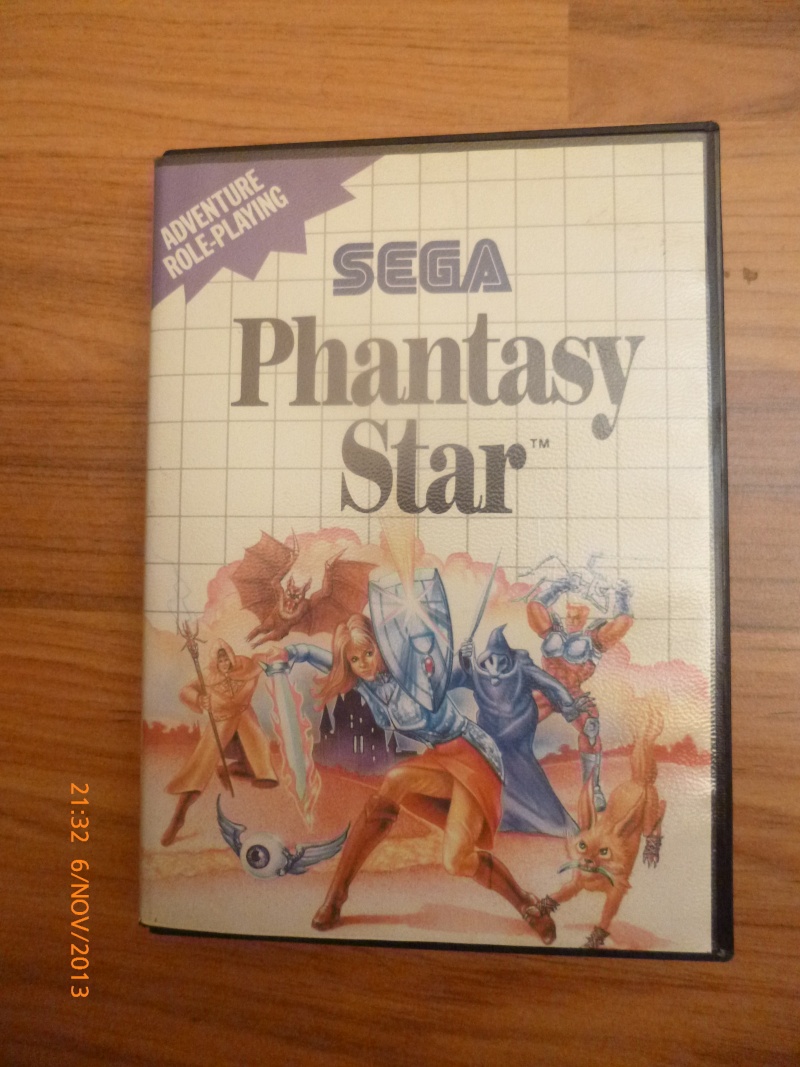 ADVENTURE
ROLE-PLAYING
SEGA
Phantasy
Star™
21:32 6/NOV//2013